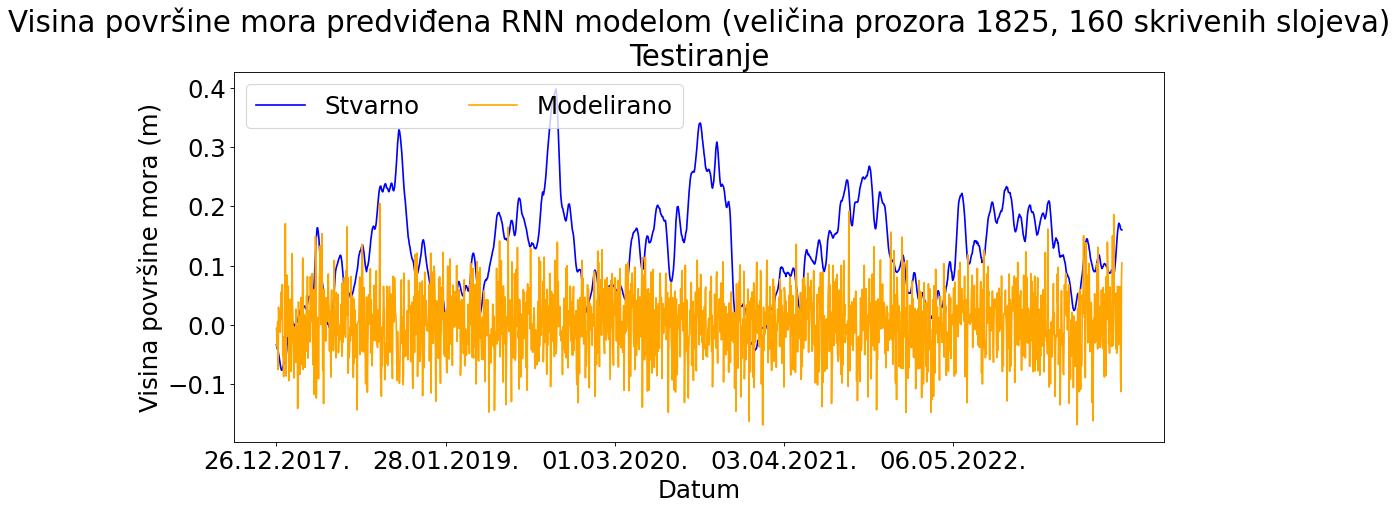 Visina površine mora predviđena RNN modelom (veličina prozora 1825, 160 skrivenih slojeva)
Testiranje
Stvarno Modelirano
Visina površine mora (m)
0.4
0.3
0.2
0.1
0.0
−0.1
26.12.2017. 28.01.2019. 01.03.2020. 03.04.2021. 06.05.2022.
Datum